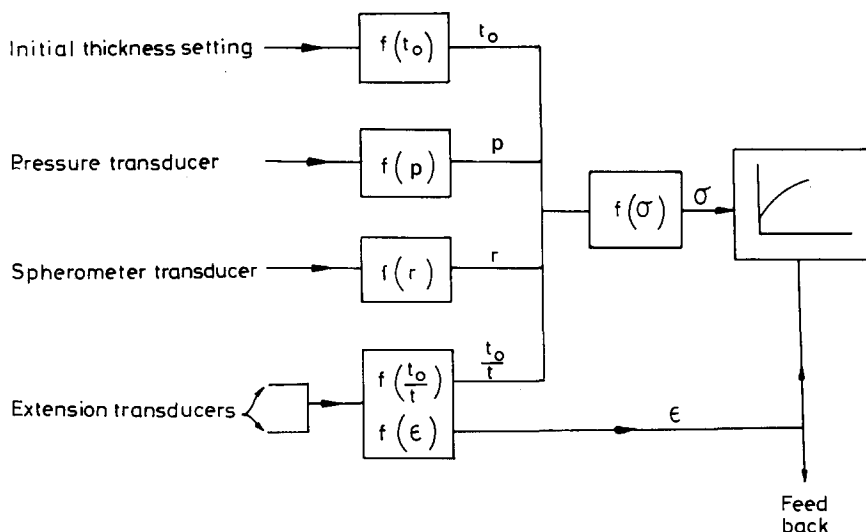 Initial thickness setting
f(t₀)
t₀
Pressure transducer
f(p)
p
f(σ)
σ
Spherometer transducer
f(r)
r
Extension transducers
f(t₀/t)
f(ε)
t₀/t
ε
Feed
back